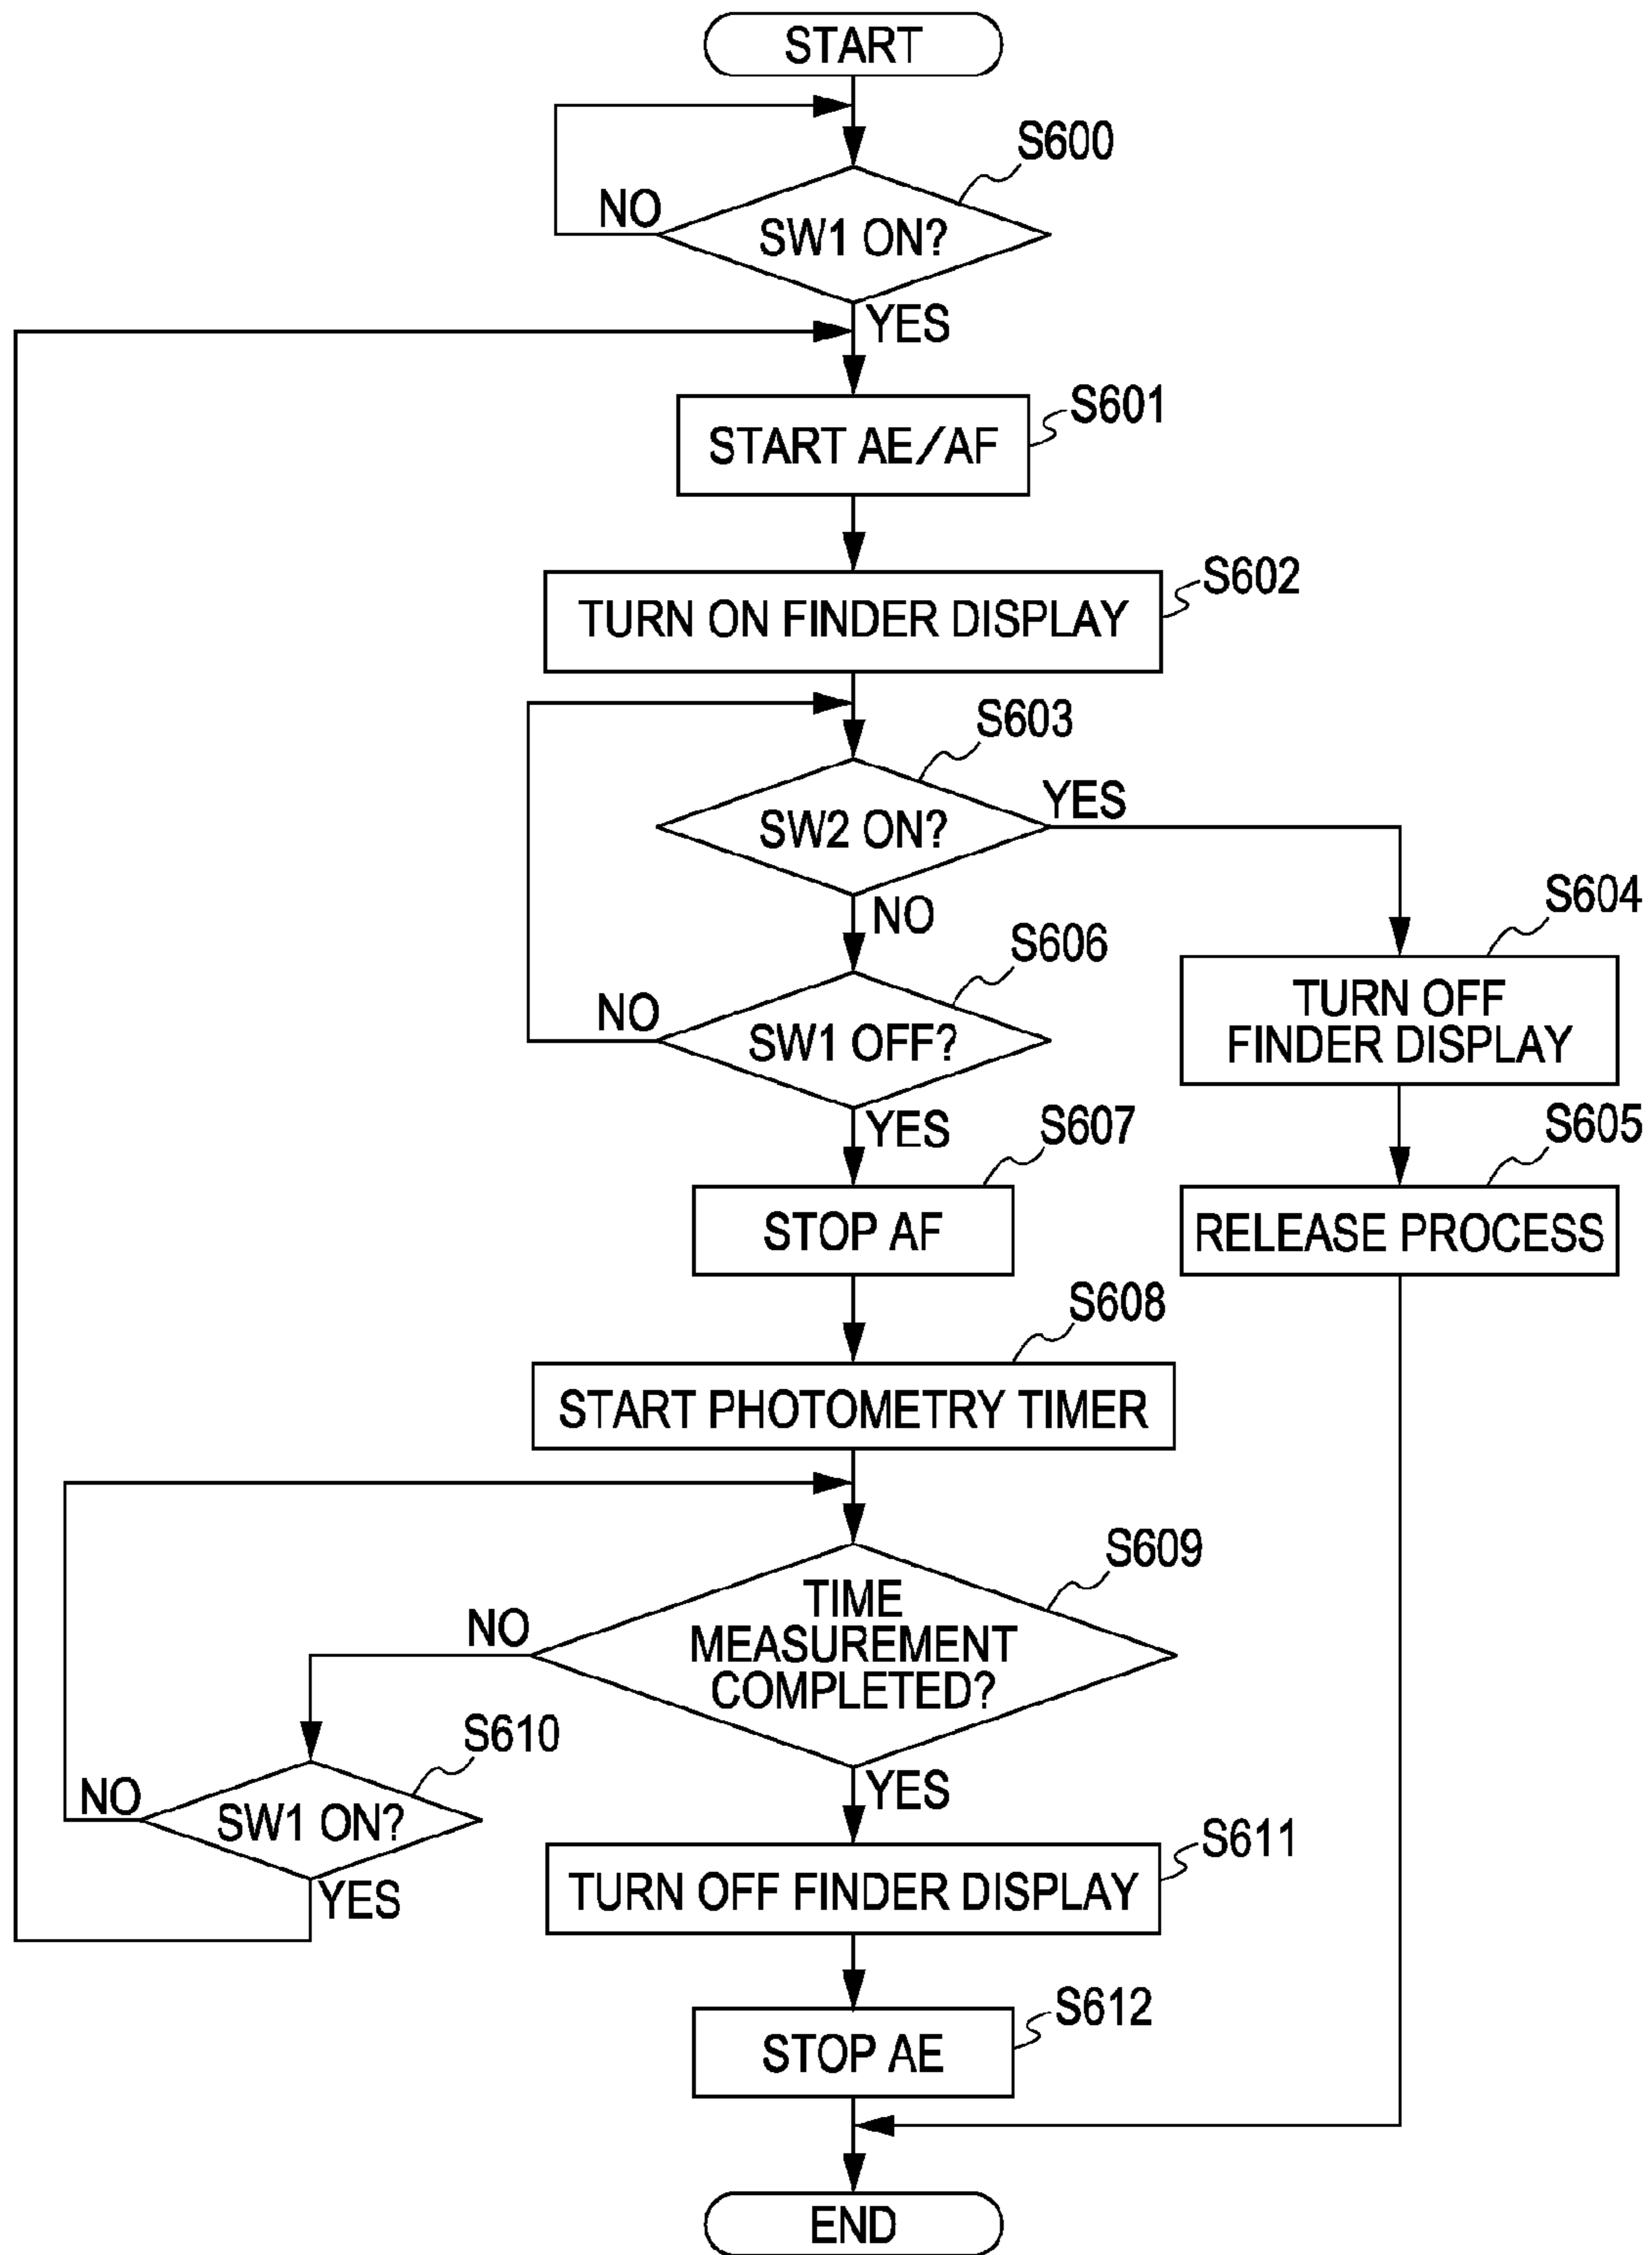 START
S600
NO
SW1 ON?
YES
S601
START AE/AF
S602
TURN ON FINDER DISPLAY
S603
YES
SW2 ON?
S604
NO
S606
TURN OFF
FINDER DISPLAY
NO
SW1 OFF?
YES
S607
S605
STOP AF
RELEASE PROCESS
S608
START PHOTOMETRY TIMER
S609
TIME
MEASUREMENT
COMPLETED?
NO
S610
YES
NO
SW1 ON?
YES
S611
TURN OFF FINDER DISPLAY
S612
STOP AE
END